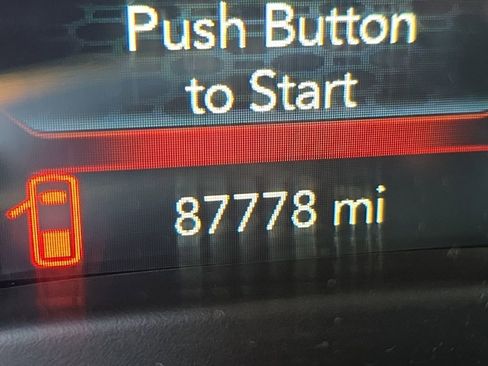 Push Button
to Start
87778 mi